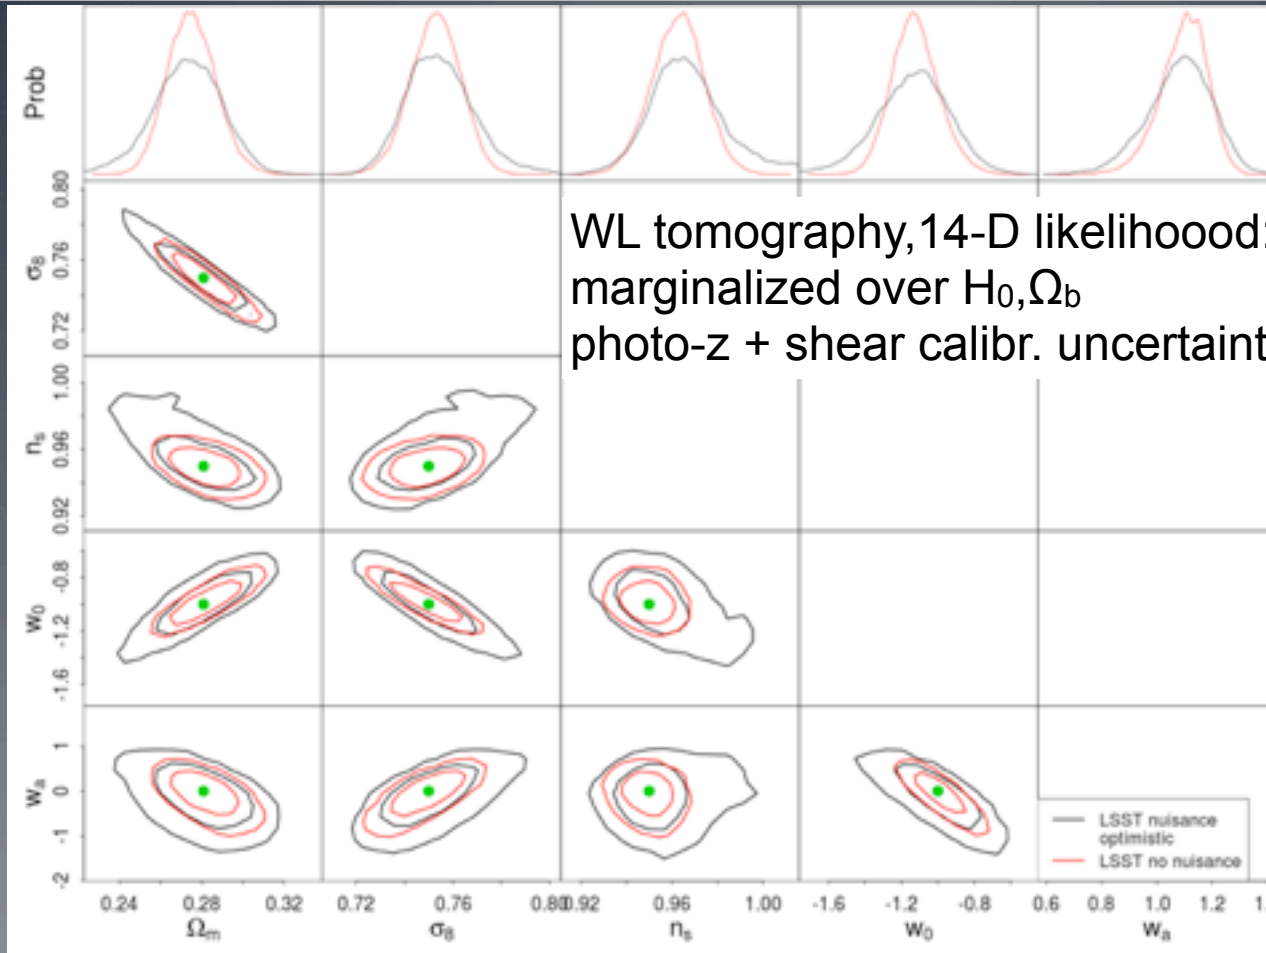 Prob
WL tomography,14-D likelihoood:
marginalized over H₀,Ω_b
photo-z + shear calibr. uncertaint
σ₈
0.80
0.76
0.72
n_s
1.00
0.96
0.92
w₀
-0.8
-1.2
-1.6
w_a
1
0
-1
-2
LSST nuisance
optimistic
LSST no nuisance
0.24 0.28 0.32 0.72 0.76 0.80 0.92 0.96 1.00 -1.6 -1.2 -0.8 0.6 0.8 1.0 1.2
Ω_m σ₈ n_s w₀ w_a